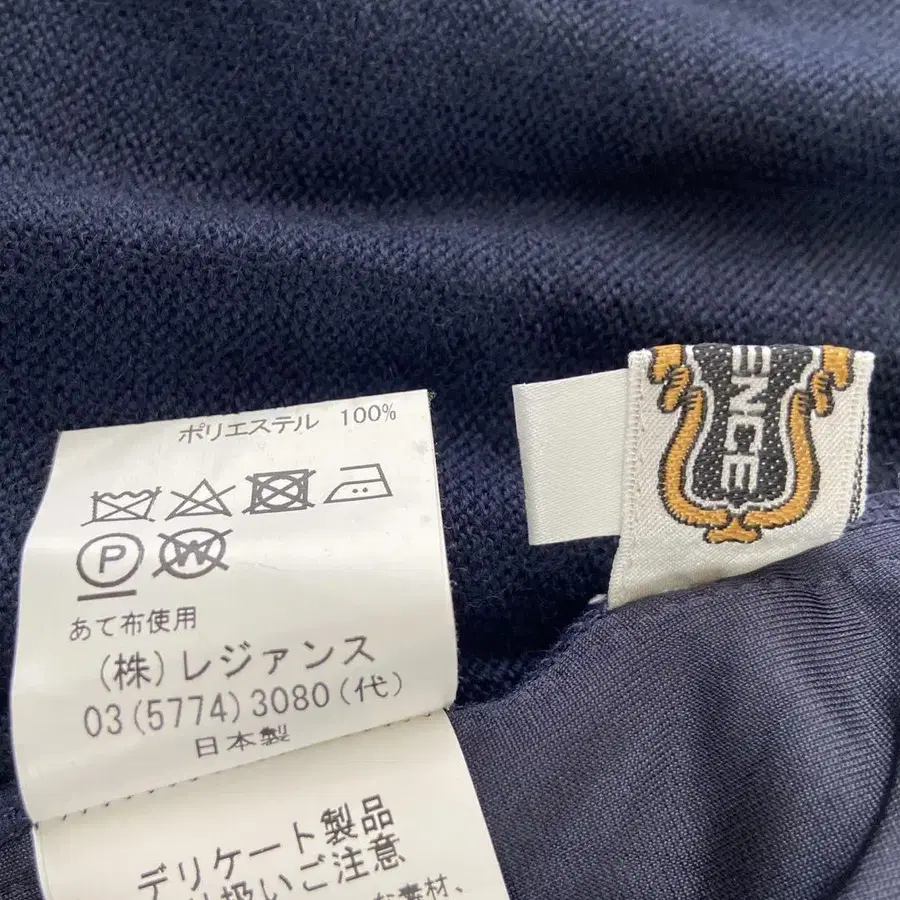 ポリエステル 100%
P W
あて布使用
(株)レジァンス
03(5774)3080(代)
日本製
デリケート製品
扱いご注意
素材、
ENCE